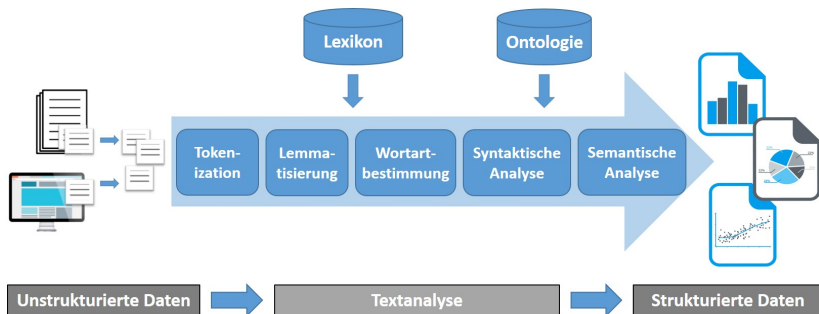 Lexikon
Ontologie
Token-
ization
Lemma-
tisierung
Wortart-
bestimmung
Syntaktische
Analyse
Semantische
Analyse
Unstrukturierte Daten
Textanalyse
Strukturierte Daten